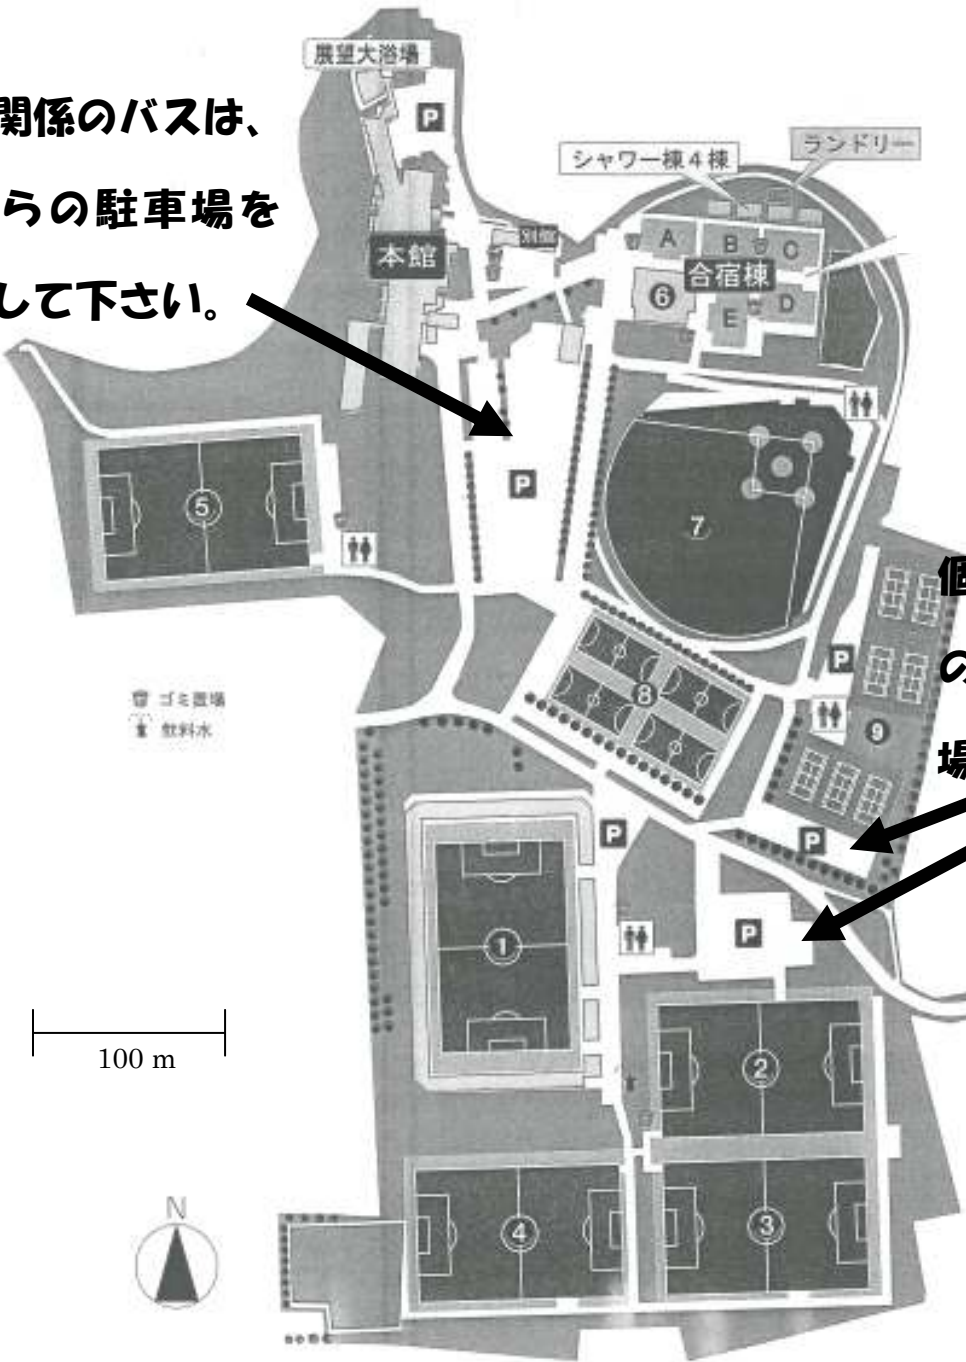 展望大浴場
関係のバスは、
らの駐車場を
して下さい。
P
シャワー棟4棟
ランドリー
別館
本館
A
B
C
合宿棟
6
D
E
5
P
7
個
の
場
P
8
9
ゴミ置場
飲料水
P
P
1
P
100 m
2
N
4
3